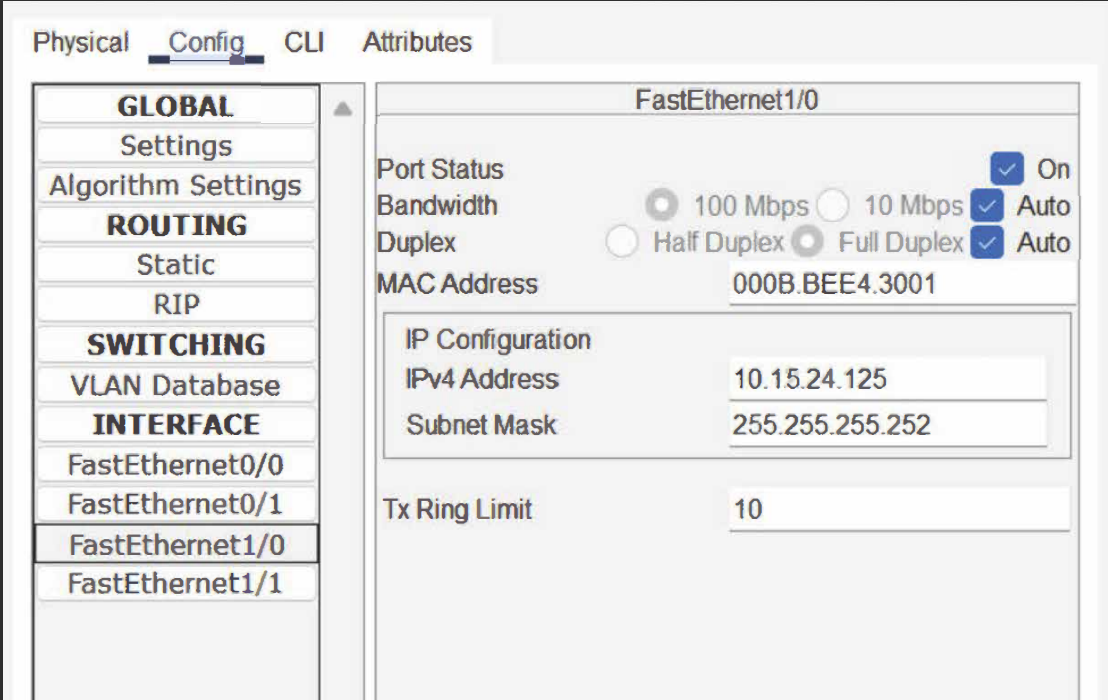 Physical Config CLI Attributes
GLOBAL
Settings
Algorithm Settings
ROUTING
Static
RIP
SWITCHING
VLAN Database
INTERFACE
FastEthernet0/0
FastEthernet0/1
FastEthernet1/0
FastEthernet1/1
FastEthernet1/0
Port Status On
Bandwidth 100 Mbps 10 Mbps Auto
Duplex Half Duplex Full Duplex Auto
MAC Address 000B.BEE4.3001
IP Configuration
IPv4 Address 10.15.24.125
Subnet Mask 255.255.255.252
Tx Ring Limit 10